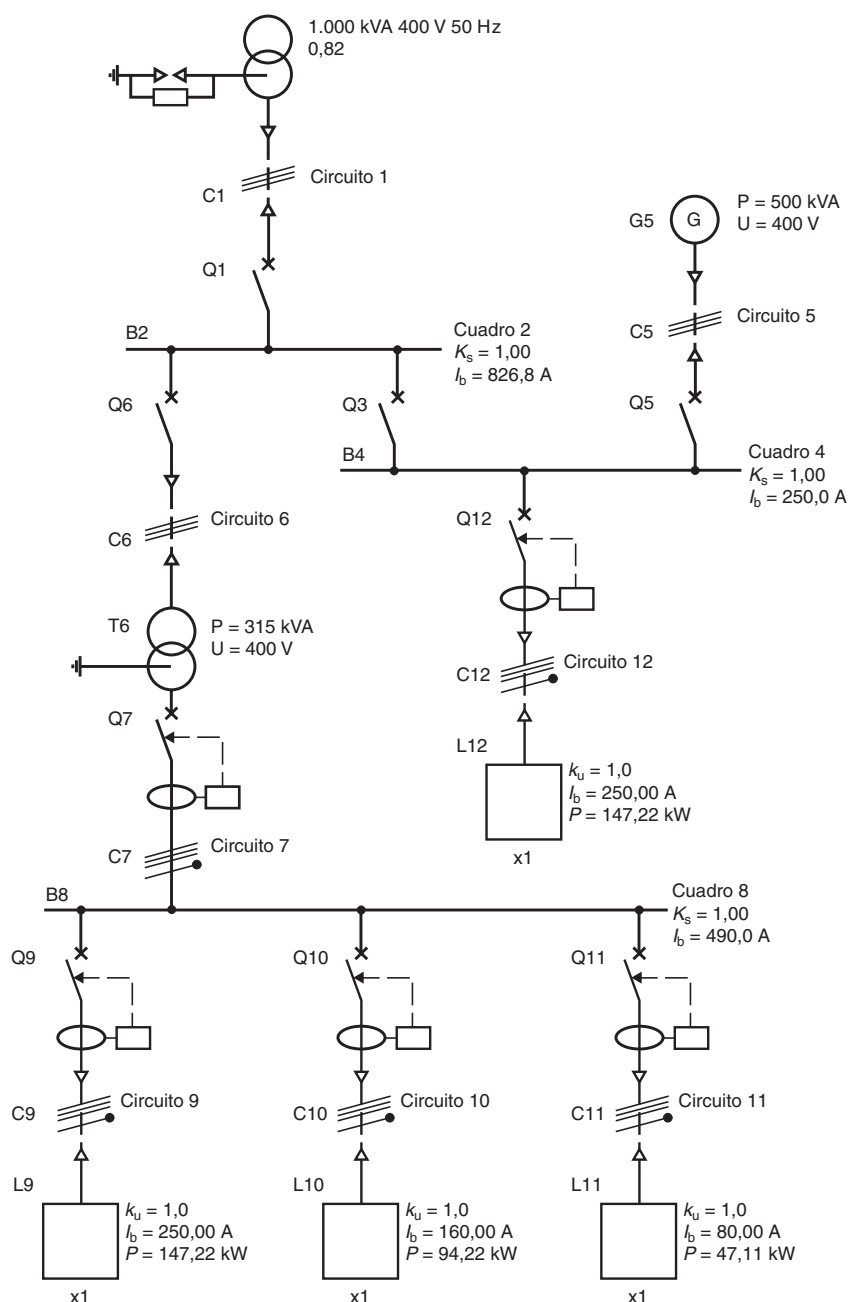 1.000 kVA 400 V 50 Hz
0,82
C1
Circuito 1
Q1
G5
G
P = 500 kVA
U = 400 V
C5
Circuito 5
B2
Cuadro 2
Ks = 1,00
Ib = 826,8 A
Q6
Q3
Q5
B4
Cuadro 4
Ks = 1,00
Ib = 250,0 A
C6
Circuito 6
Q12
T6
P = 315 kVA
U = 400 V
C12
Circuito 12
Q7
L12
ku = 1,0
Ib = 250,00 A
P = 147,22 kW
x1
C7
Circuito 7
B8
Cuadro 8
Ks = 1,00
Ib = 490,0 A
Q9
Q10
Q11
C9
Circuito 9
C10
Circuito 10
C11
Circuito 11
L9
ku = 1,0
Ib = 250,00 A
P = 147,22 kW
x1
L10
ku = 1,0
Ib = 160,00 A
P = 94,22 kW
x1
L11
ku = 1,0
Ib = 80,00 A
P = 47,11 kW
x1